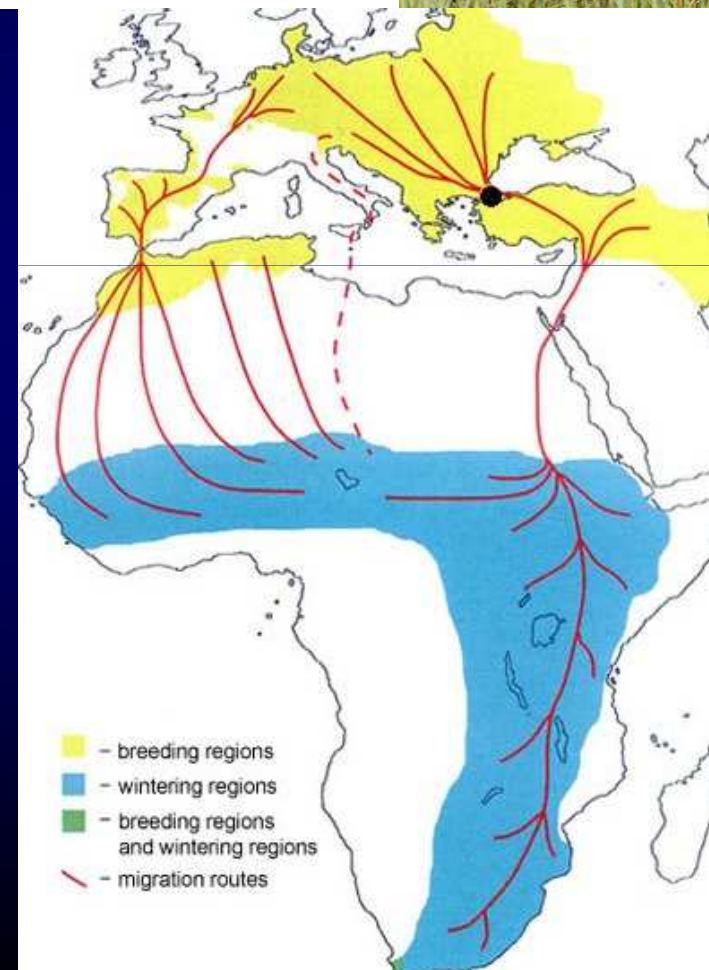 – breeding regions
– wintering regions
– breeding regions
and wintering regions
– migration routes